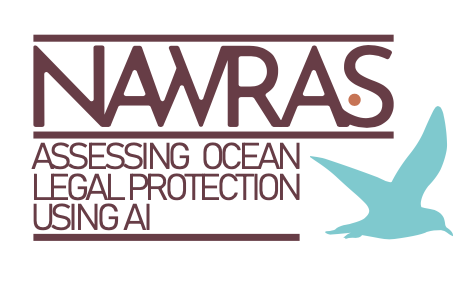 NAWRAS
ASSESSING OCEAN
LEGAL PROTECTION
USING AI